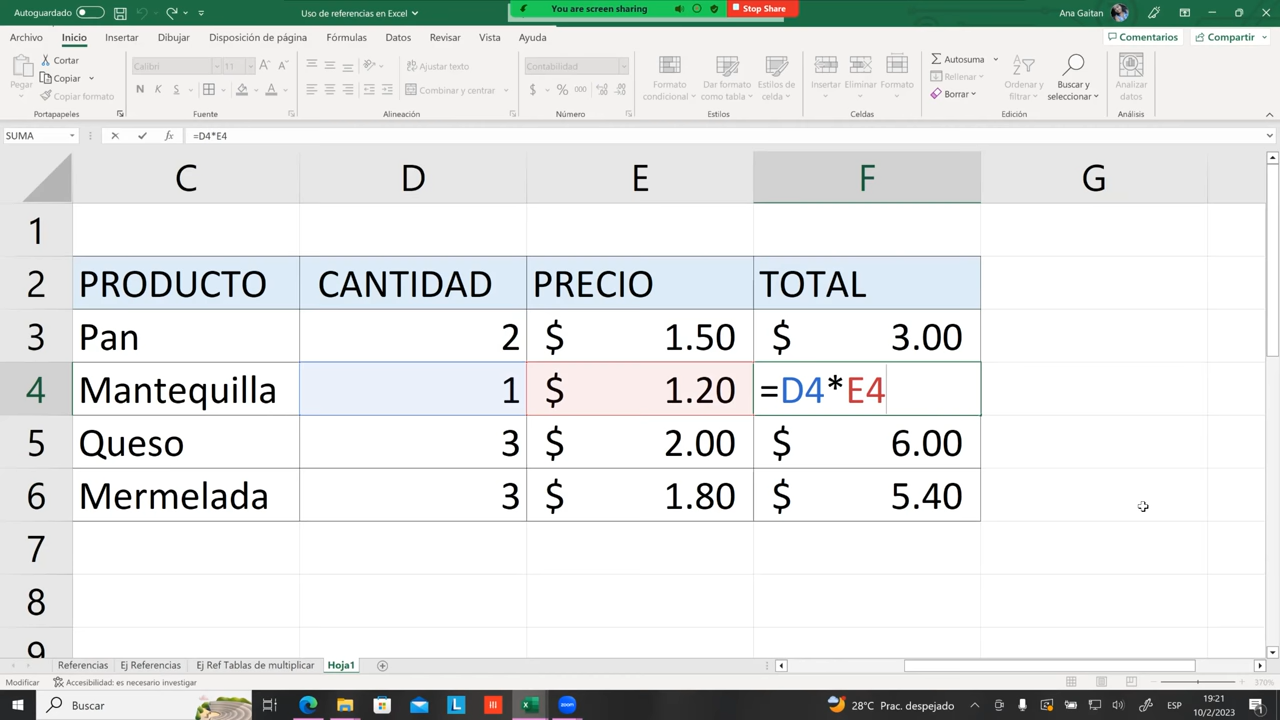 Autoguardado
Uso de referencias en Excel
You are screen sharing
Stop Share
Ana Gaitan
Archivo Inicio Insertar Dibujar Disposición de página Fórmulas Datos Revisar Vista Ayuda
Comentarios
Compartir
Pegar
Cortar
Copiar
Copiar formato
Portapapeles
Calibri 11
N K S
Fuente
Ajustar texto
Combinar y centrar
Alineación
Contabilidad
$ % 000
Número
Formato condicional
Dar formato como tabla
Estilos de celda
Estilos
Insertar Eliminar Formato
Celdas
Autosuma
Rellenar
Borrar
Ordenar y filtrar
Buscar y seleccionar
Edición
Analizar datos
Análisis
SUMA
fx
=D4*E4
C D E F G
1
2 PRODUCTO CANTIDAD PRECIO TOTAL
3 Pan 2 $ 1.50 $ 3.00
4 Mantequilla 1 $ 1.20 =D4*E4
5 Queso 3 $ 2.00 $ 6.00
6 Mermelada 3 $ 1.80 $ 5.40
7
8
9
Referencias Ej Referencias Ej Ref Tablas de multiplicar Hoja1
Modificar Accesibilidad: es necesario investigar
370%
Buscar
28°C Prac. despejado
ESP
19:21
10/2/2023